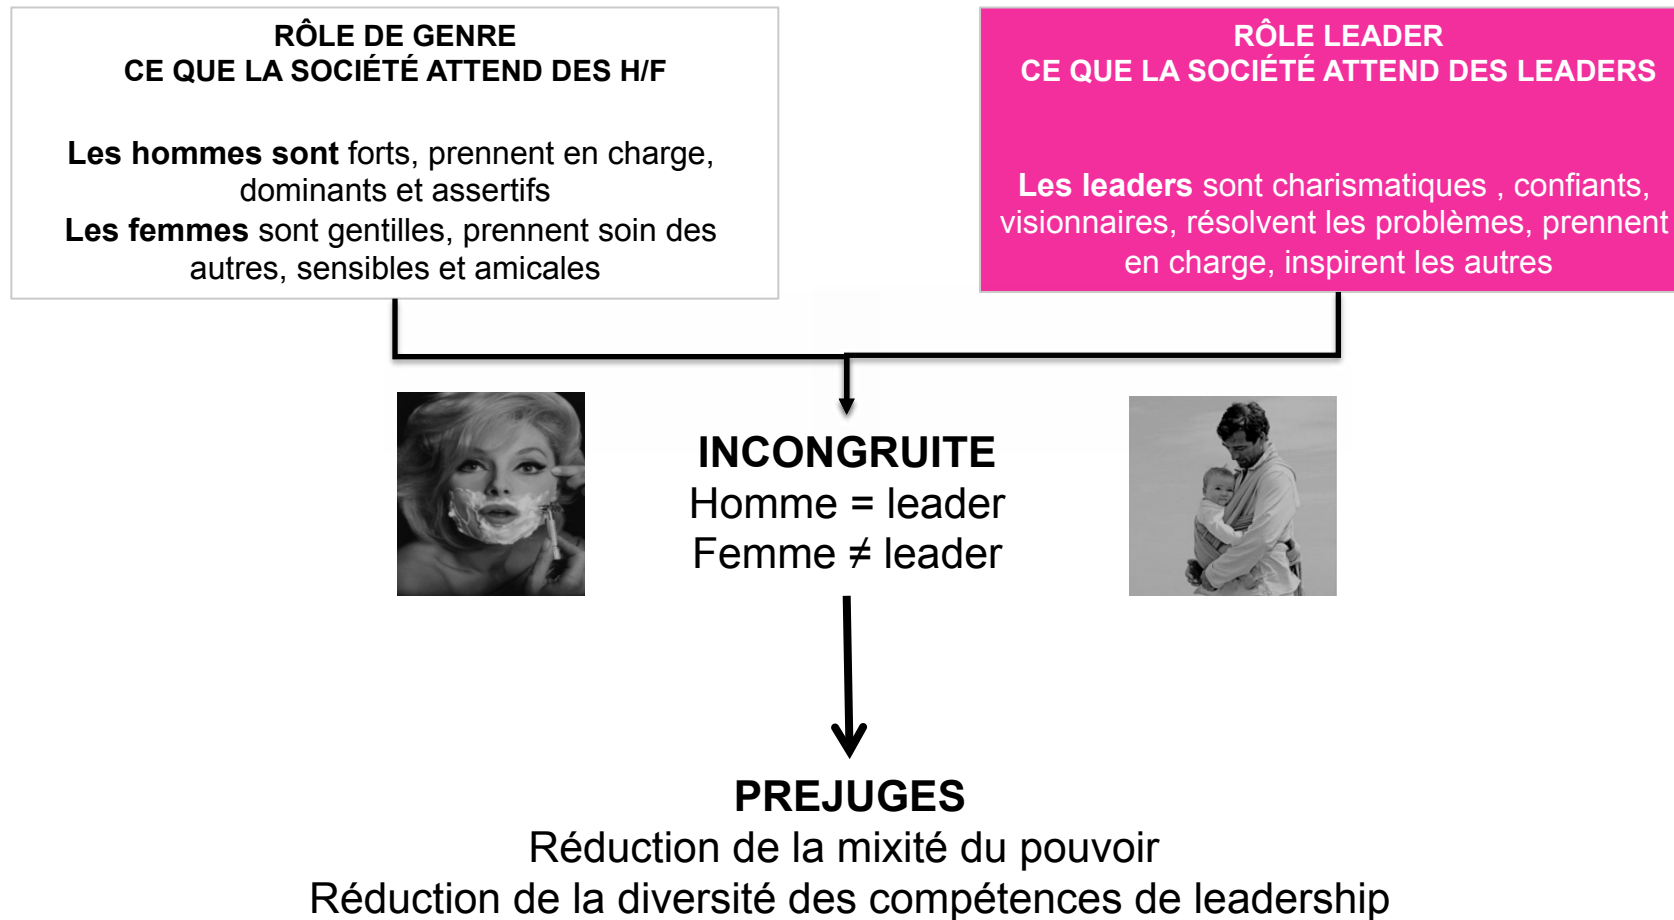 RÔLE DE GENRE
CE QUE LA SOCIÉTÉ ATTEND DES H/F
Les hommes sont forts, prennent en charge,
dominants et assertifs
Les femmes sont gentilles, prennent soin des
autres, sensibles et amicales
RÔLE LEADER
CE QUE LA SOCIÉTÉ ATTEND DES LEADERS
Les leaders sont charismatiques , confiants,
visionnaires, résolvent les problèmes, prennent
en charge, inspirent les autres
INCONGRUITE
Homme = leader
Femme ≠ leader
PREJUGES
Réduction de la mixité du pouvoir
Réduction de la diversité des compétences de leadership